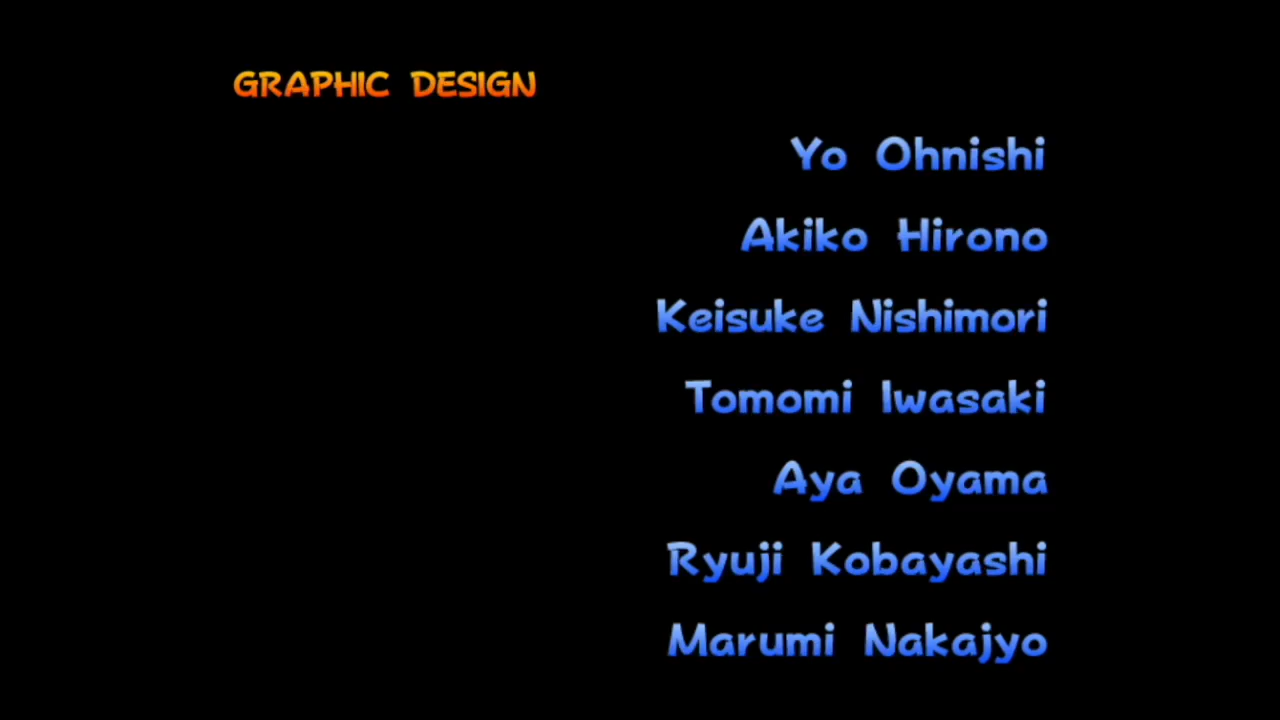 GRAPHIC DESIGN
Yo Ohnishi
Akiko Hirono
Keisuke Nishimori
Tomomi Iwasaki
Aya Oyama
Ryuji Kobayashi
Marumi Nakajyo